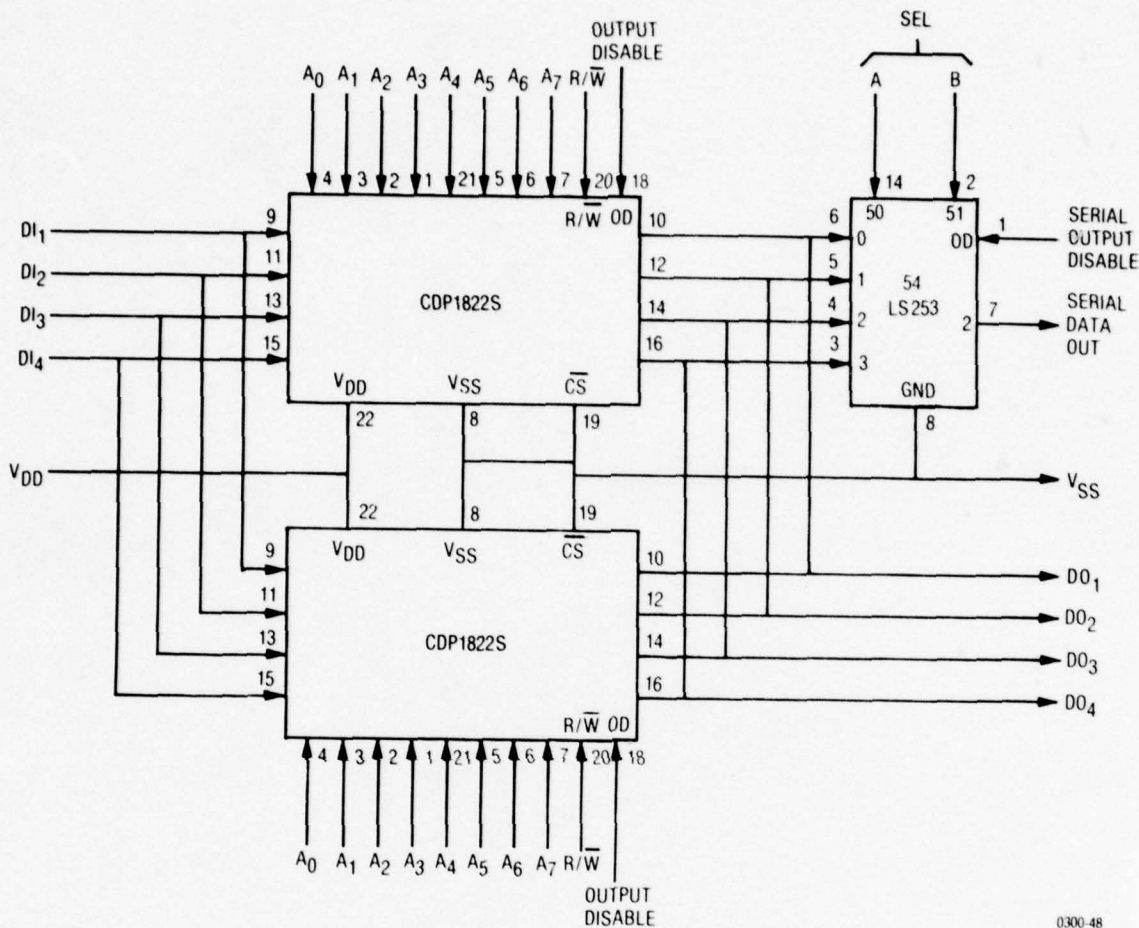 OUTPUT
DISABLE
SEL
A0 A1 A2 A3 A4 A5 A6 A7 R/W̅
A B
4 3 2 1 21 5 6 7 20 18
14 2
R/W̅ OD
50 51
DI1 9
10 6 0
OD 1
SERIAL
OUTPUT
DISABLE
DI2 11
12 5 1
CDP1822S
54
LS253
DI3 13
14 4 2
2 7
SERIAL
DATA
OUT
DI4 15
16 3 3
VDD VSS C̅S̅
GND
22 8 19
8
VDD
VSS
22 8 19
VDD VSS C̅S̅
9
10
DO1
11
12
DO2
CDP1822S
13
14
DO3
15
16
DO4
R/W̅ OD
4 3 2 1 21 5 6 7 20 18
A0 A1 A2 A3 A4 A5 A6 A7 R/W̅
OUTPUT
DISABLE
0300-48